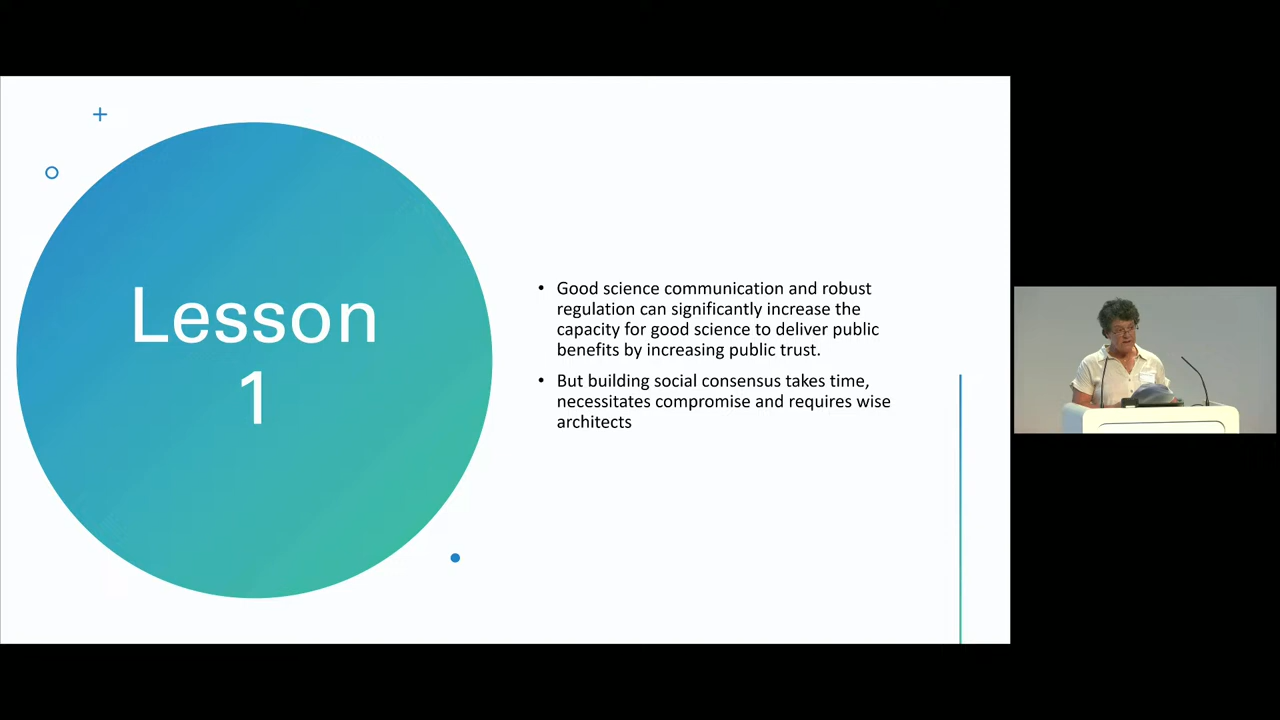 Lesson
1
• Good science communication and robust
regulation can significantly increase the
capacity for good science to deliver public
benefits by increasing public trust.
• But building social consensus takes time,
necessitates compromise and requires wise
architects